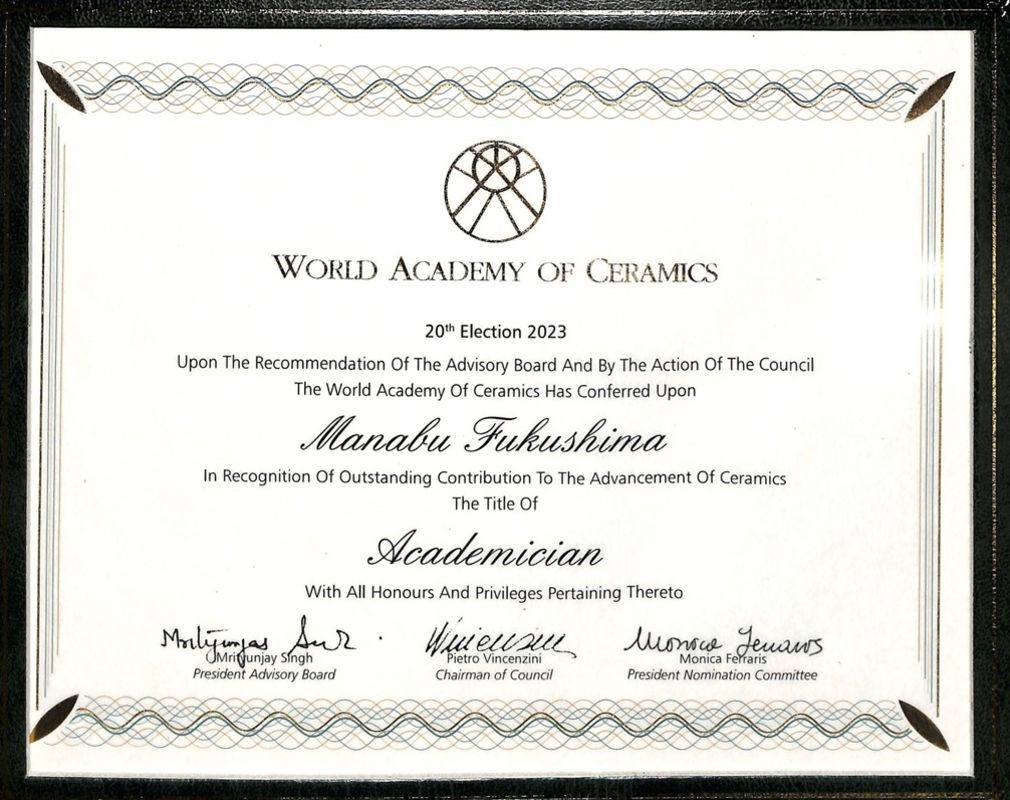 WORLD ACADEMY OF CERAMICS
20th Election 2023
Upon The Recommendation Of The Advisory Board And By The Action Of The Council
The World Academy Of Ceramics Has Conferred Upon
Manabu Fukushima
In Recognition Of Outstanding Contribution To The Advancement Of Ceramics
The Title Of
Academician
With All Honours And Privileges Pertaining Thereto
Mrityunjay Singh
President Advisory Board
Pietro Vincenzini
Chairman of Council
Monica Ferraris
President Nomination Committee